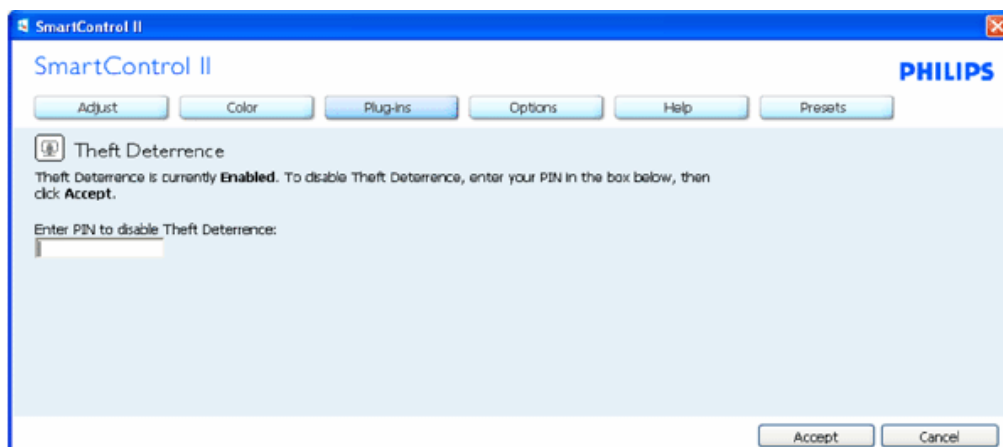 SmartControl II
SmartControl II
PHILIPS
Adjust Color Plug-ins Options Help Presets
Theft Deterrence
Theft Deterrence is currently Enabled. To disable Theft Deterrence, enter your PIN in the box below, then
click Accept.
Enter PIN to disable Theft Deterrence:
Accept Cancel